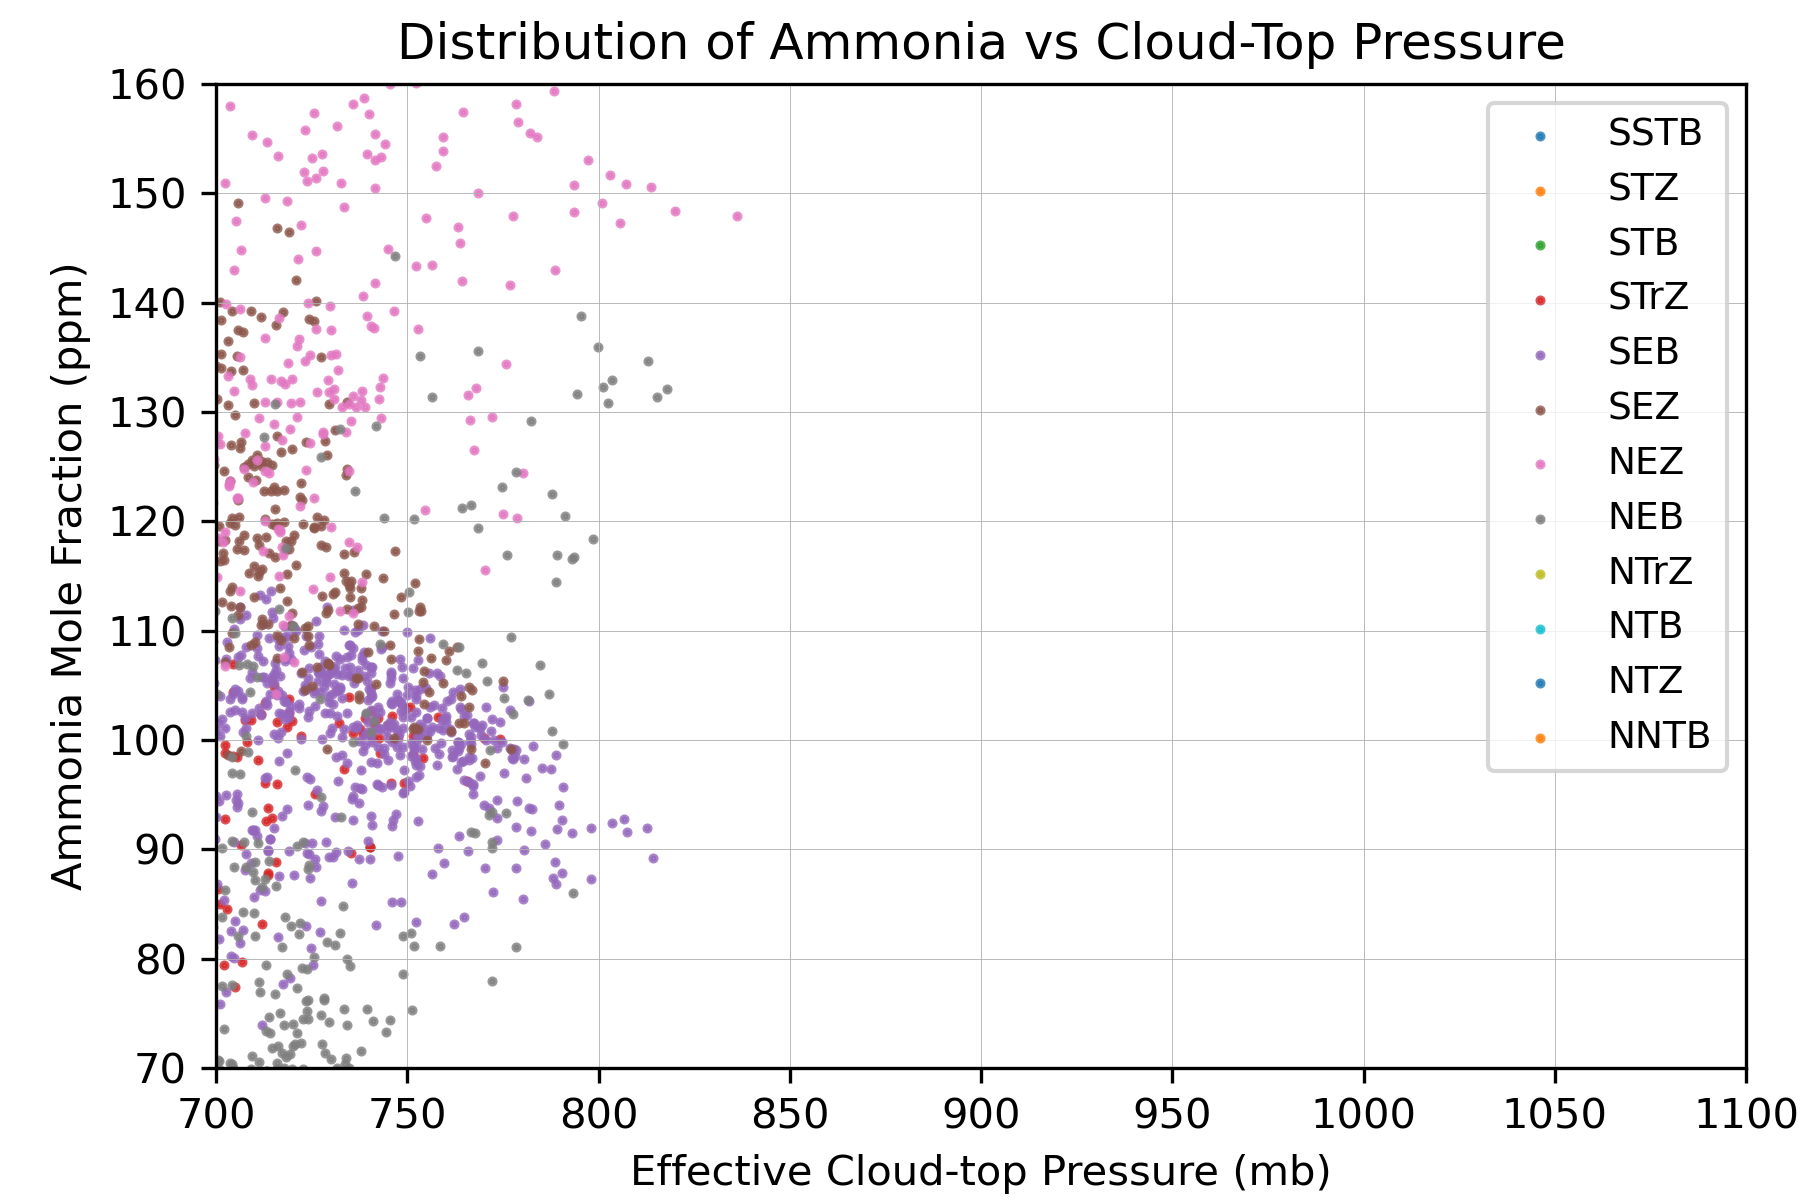 Distribution of Ammonia vs Cloud-Top Pressure
160
150
140
130
120
110
100
90
80
70
Ammonia Mole Fraction (ppm)
SSTB
STZ
STB
STrZ
SEB
SEZ
NEZ
NEB
NTrZ
NTB
NTZ
NNTB
700 750 800 850 900 950 1000 1050 1100
Effective Cloud-top Pressure (mb)